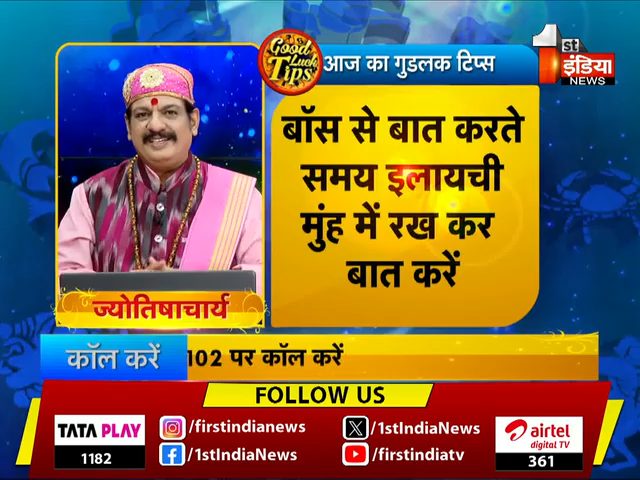 1st
इंडिया
NEWS
Good
Luck
Tips
आज का गुडलक टिप्स
बॉस से बात करते
समय इलायची
मुंह में रख कर
बात करें
ज्योतिषाचार्य
कॉल करें
102 पर कॉल करें
FOLLOW US
TATA PLAY
1182
/firstindianews
/1stIndiaNews
/1stIndiaNews
/firstindiatv
airtel
digital TV
361